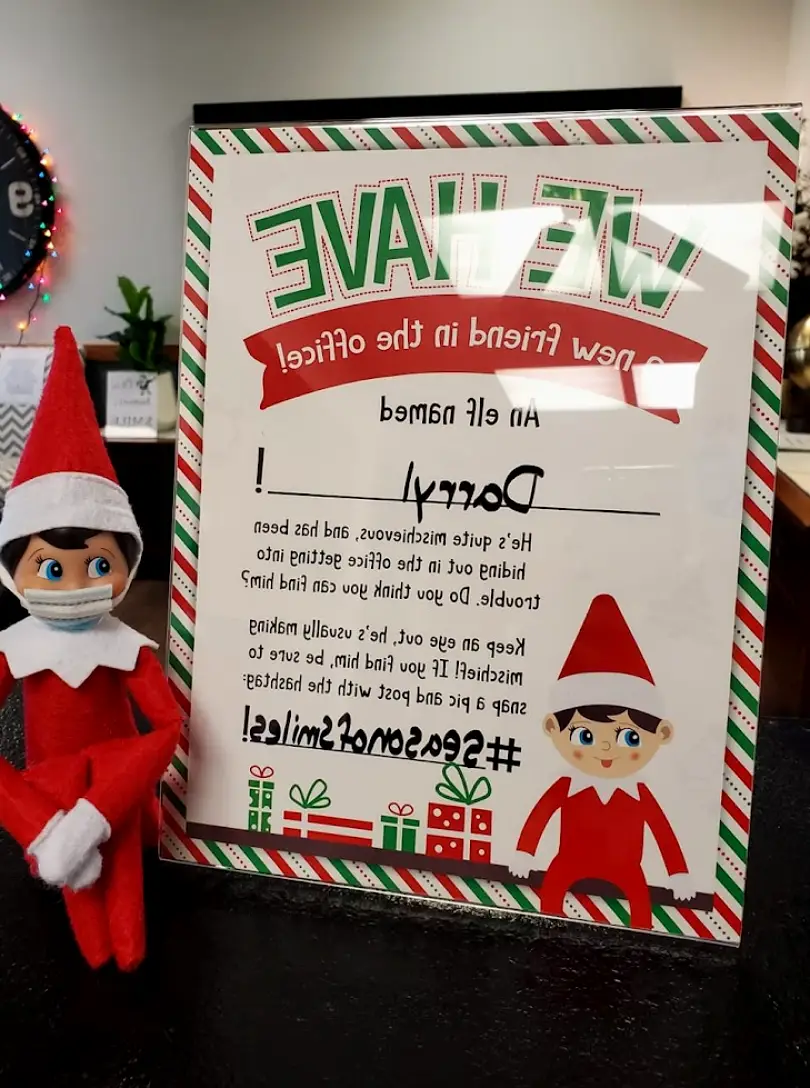 WE HAVE
a new friend in the office!
An elf named
Darryl!
He's quite mischievous, and has been
hiding out in the office getting into
trouble. Do you think you can find him?
Keep an eye out, he's usually making
mischief! If you find him, be sure to
snap a pic and post with the hashtag:
#SeasonofSmiles!
9
SMILE